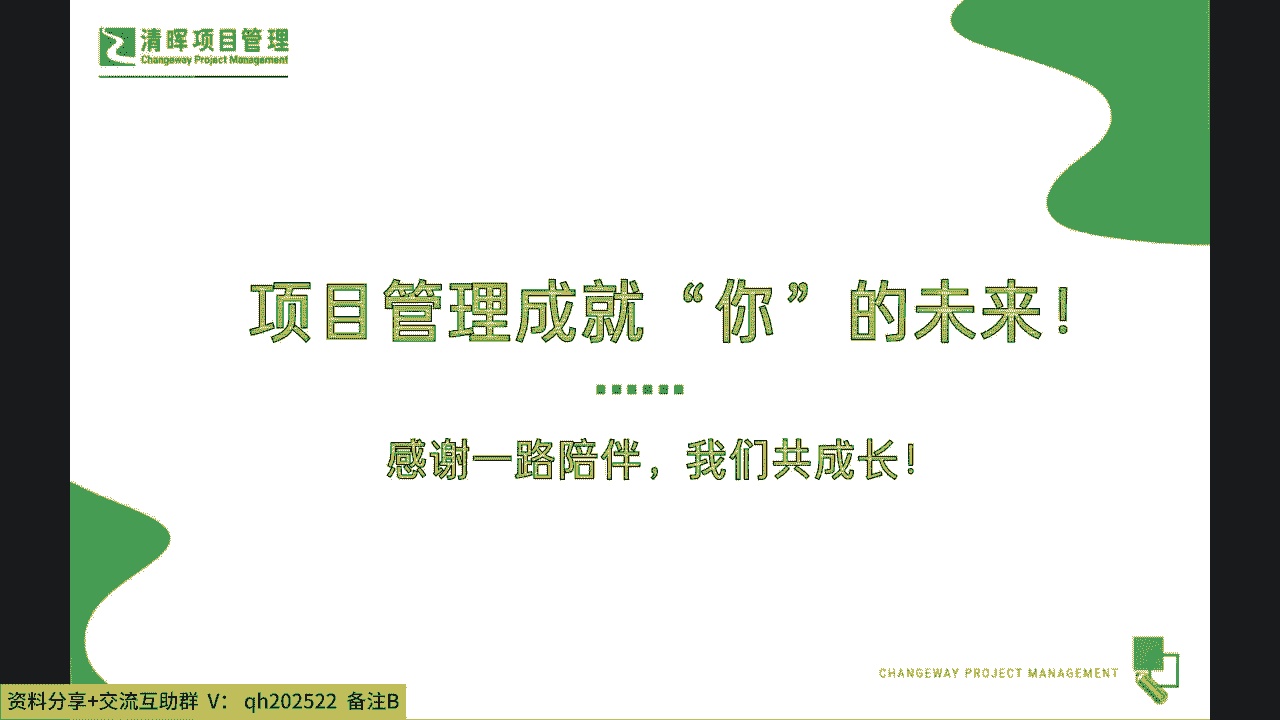 清晖项目管理
Changeway Project Management
项目管理成就“你”的未来！
感谢一路陪伴，我们共成长！
CHANGEWAY PROJECT MANAGEMENT
资料分享+交流互助群 V： qh202522 备注B